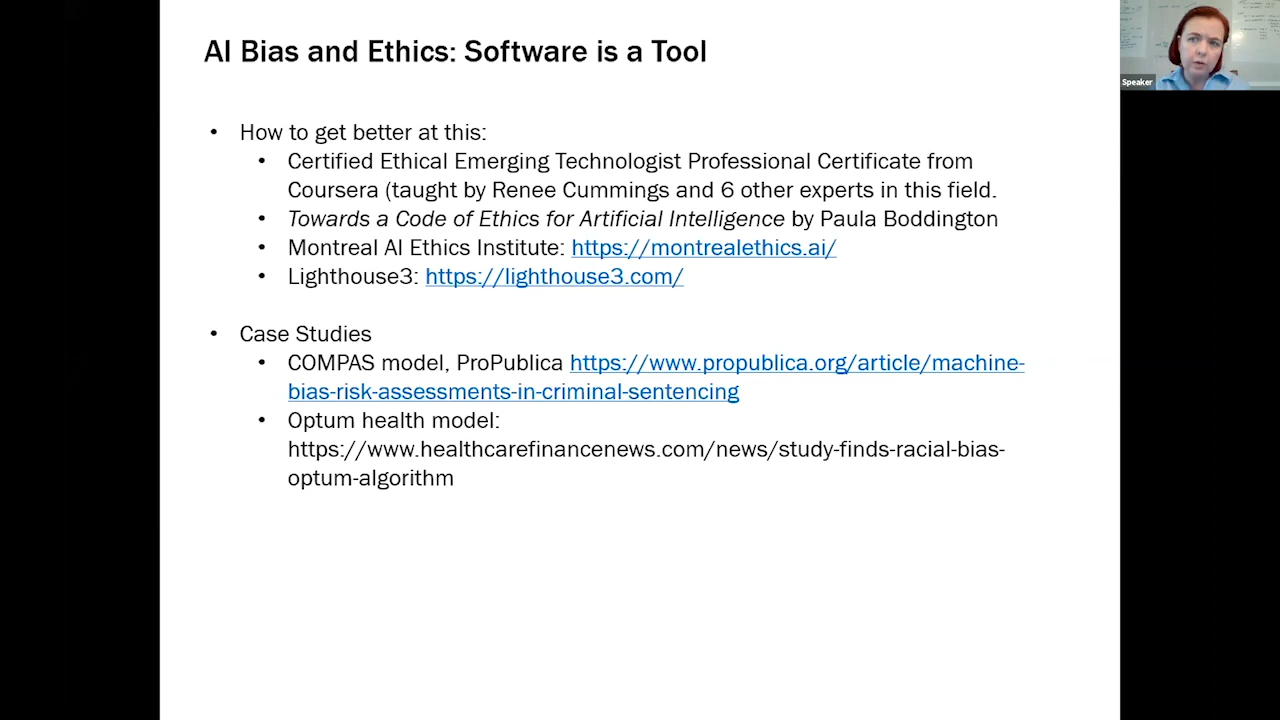 AI Bias and Ethics: Software is a Tool
Speaker
• How to get better at this:
• Certified Ethical Emerging Technologist Professional Certificate from
Coursera (taught by Renee Cummings and 6 other experts in this field.
• Towards a Code of Ethics for Artificial Intelligence by Paula Boddington
• Montreal AI Ethics Institute: https://montrealethics.ai/
• Lighthouse3: https://lighthouse3.com/
• Case Studies
• COMPAS model, ProPublica https://www.propublica.org/article/machine-
bias-risk-assessments-in-criminal-sentencing
• Optum health model:
https://www.healthcarefinancenews.com/news/study-finds-racial-bias-
optum-algorithm